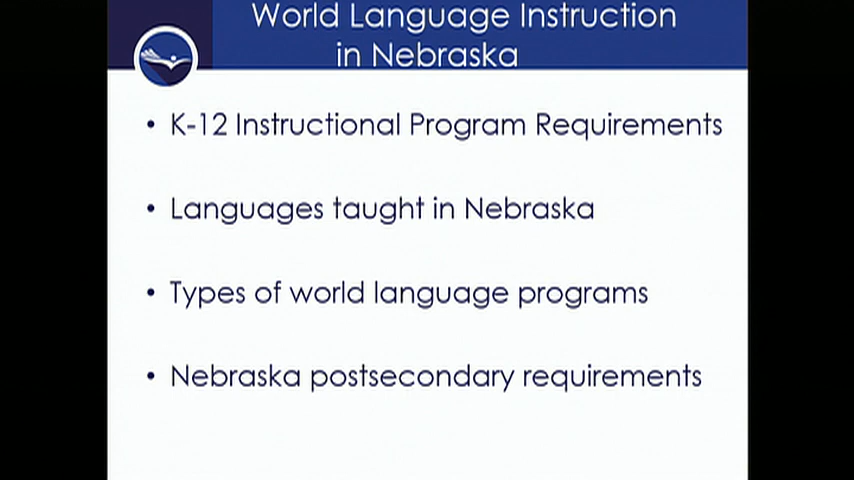 World Language Instruction
in Nebraska
• K-12 Instructional Program Requirements
• Languages taught in Nebraska
• Types of world language programs
• Nebraska postsecondary requirements